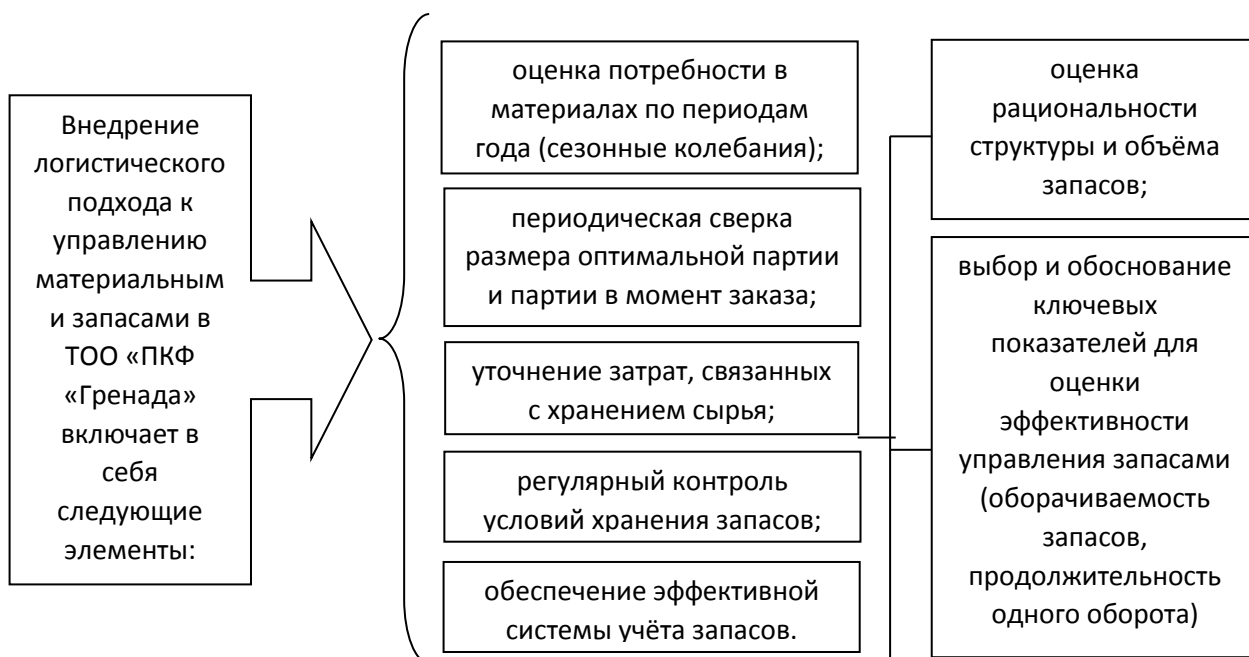 Внедрение
логистического
подхода к
управлению
материальным
и запасами в
ТОО «ПКФ
«Гренада»
включает в
себя
следующие
элементы:
оценка потребности в
материалах по периодам
года (сезонные колебания);
периодическая сверка
размера оптимальной партии
и партии в момент заказа;
уточнение затрат, связанных
с хранением сырья;
регулярный контроль
условий хранения запасов;
обеспечение эффективной
системы учёта запасов.
оценка
рациональности
структуры и объёма
запасов;
выбор и обоснование
ключевых
показателей для
оценки
эффективности
управления запасами
(оборачиваемость
запасов,
продолжительность
одного оборота)